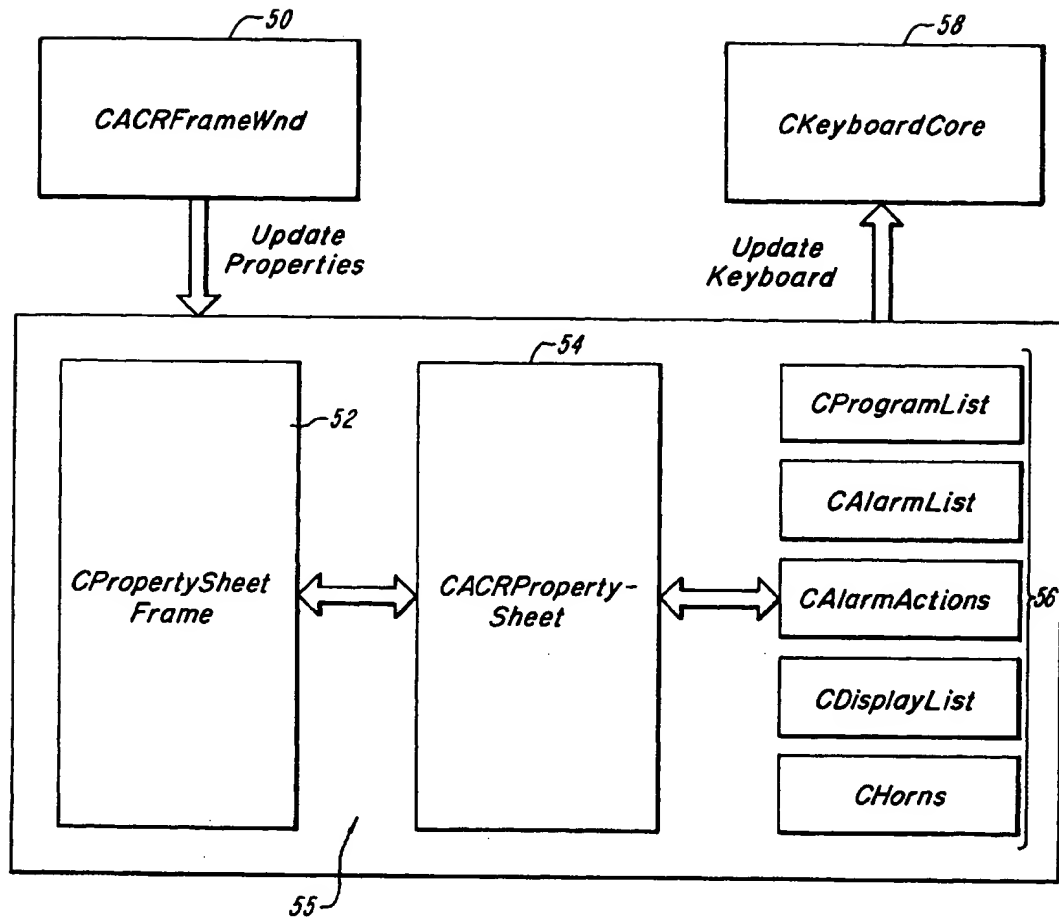 50
CACRFrameWnd
58
CKeyboardCore
Update
Properties
Update
Keyboard
52
CPropertySheet
Frame
54
CACRProperty-
Sheet
CProgramList
CAlarmList
CAlarmActions
CDisplayList
CHorns
56
55